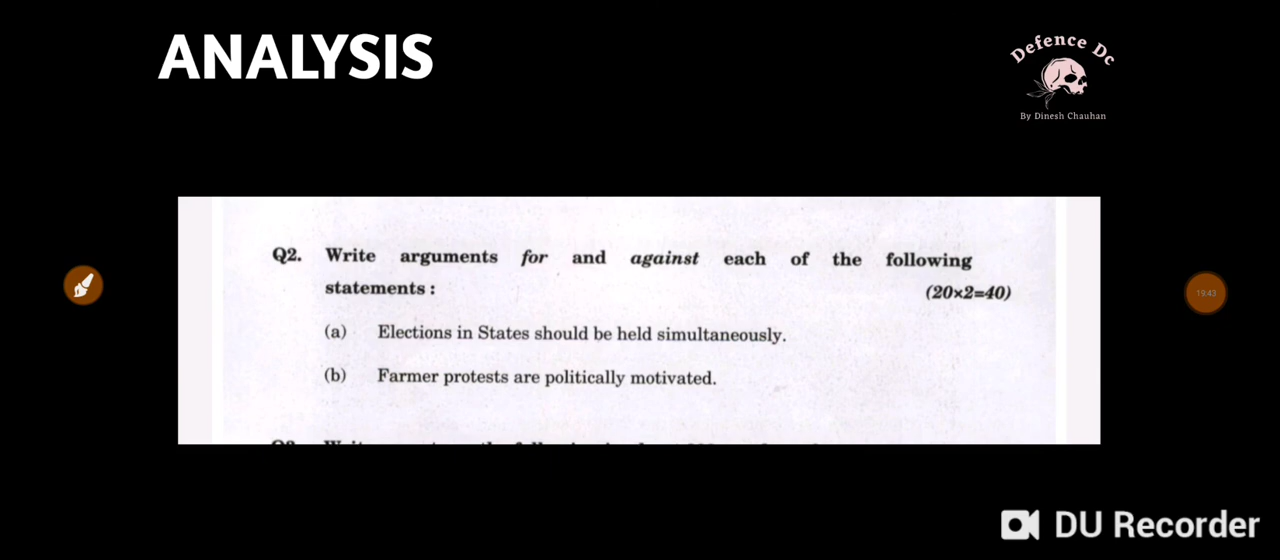 ANALYSIS
Defence Dc
By Dinesh Chauhan
Q2. Write arguments for and against each of the following
statements : (20×2=40)
(a) Elections in States should be held simultaneously.
(b) Farmer protests are politically motivated.
19:43
DU Recorder